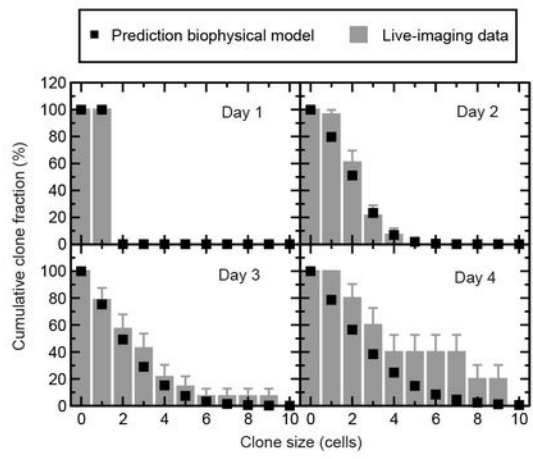 Prediction biophysical model Live-imaging data
Cumulative clone fraction (%)
120
100
80
60
40
20
0
Day 1
Day 2
100
80
60
40
20
0
Day 3
Day 4
0 2 4 6 8 10 0 2 4 6 8 10
Clone size (cells)